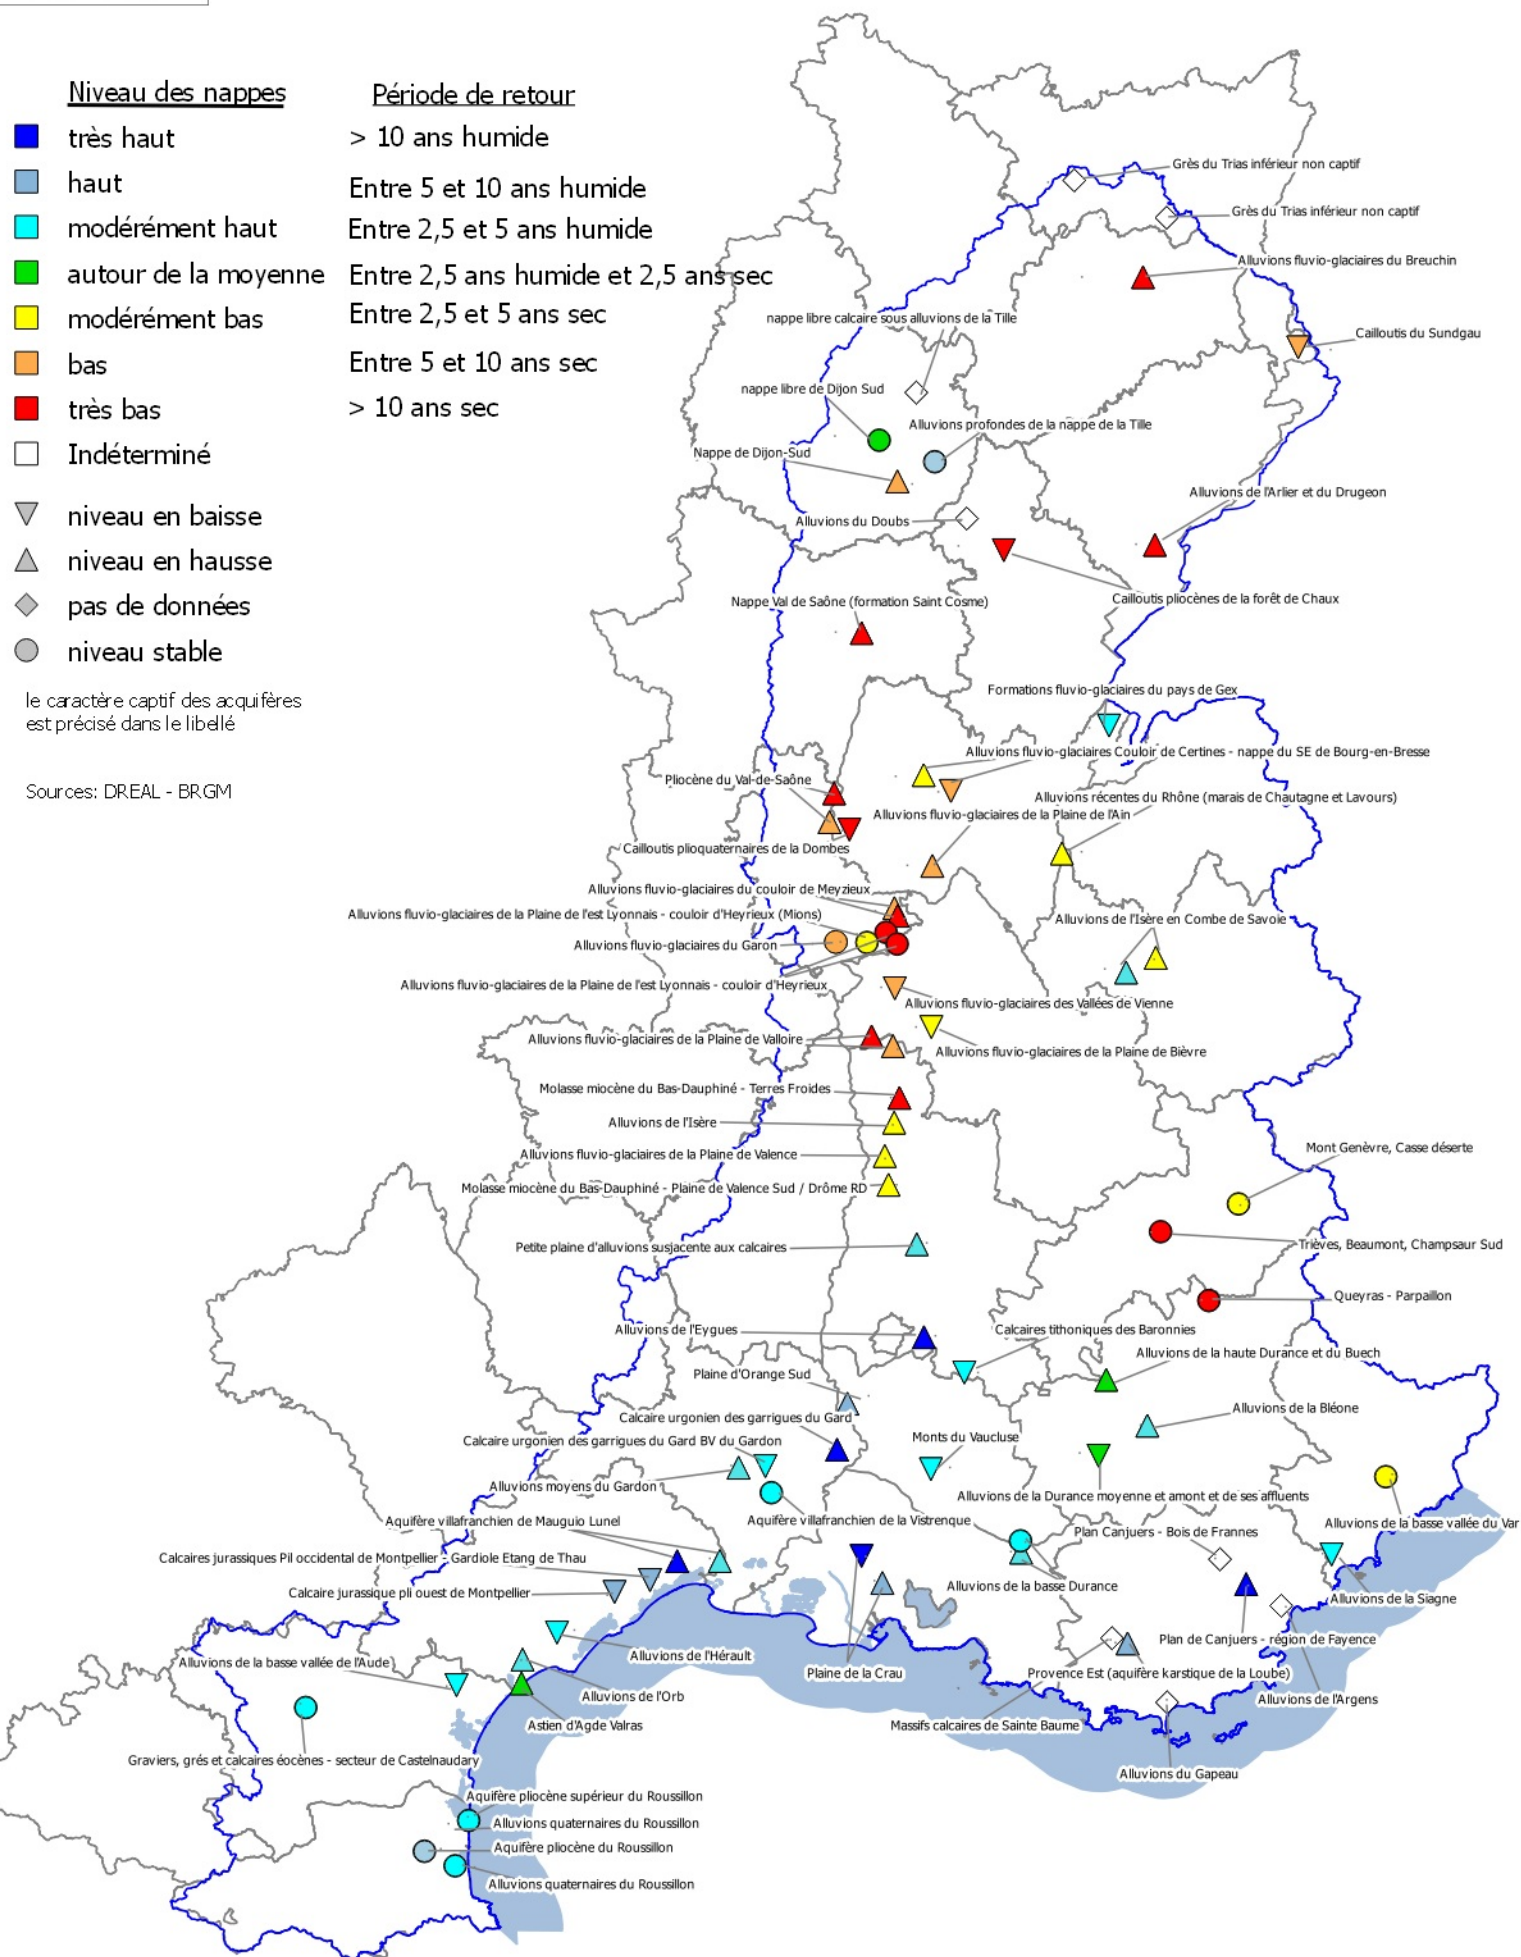 Niveau des nappes
Période de retour
très haut
> 10 ans humide
haut
Entre 5 et 10 ans humide
modérément haut
Entre 2,5 et 5 ans humide
autour de la moyenne
Entre 2,5 ans humide et 2,5 ans sec
modérément bas
Entre 2,5 et 5 ans sec
bas
Entre 5 et 10 ans sec
très bas
> 10 ans sec
Indéterminé
niveau en baisse
niveau en hausse
pas de données
niveau stable
le caractère captif des acquifères
est précisé dans le libellé
Sources: DREAL - BRGM
Grès du Trias inférieur non captif
Grès du Trias inférieur non captif
Alluvions fluvio-glaciaires du Breuchin
nappe libre calcaire sous alluvions de la Tille
Cailloutis du Sundgau
nappe libre de Dijon Sud
Alluvions profondes de la nappe de la Tille
Nappe de Dijon-Sud
Alluvions de l'Arlier et du Drugeon
Alluvions du Doubs
Cailloutis pliocènes de la forêt de Chaux
Nappe Val de Saône (formation Saint Cosme)
Formations fluvio-glaciaires du pays de Gex
Alluvions fluvio-glaciaires Couloir de Certines - nappe du SE de Bourg-en-Bresse
Pliocène du Val-de-Saône
Alluvions récentes du Rhône (marais de Chautagne et Lavours)
Alluvions fluvio-glaciaires de la Plaine de l'Ain
Cailloutis plioquaternaires de la Dombes
Alluvions fluvio-glaciaires du couloir de Meyzieux
Alluvions fluvio-glaciaires de la Plaine de l'est Lyonnais - couloir d'Heyrieux (Mions)
Alluvions de l'Isère en Combe de Savoie
Alluvions fluvio-glaciaires du Garon
Alluvions fluvio-glaciaires de la Plaine de l'est Lyonnais - couloir d'Heyrieux
Alluvions fluvio-glaciaires des Vallées de Vienne
Alluvions fluvio-glaciaires de la Plaine de Valloire
Alluvions fluvio-glaciaires de la Plaine de Bièvre
Molasse miocène du Bas-Dauphiné - Terres Froides
Alluvions de l'Isère
Mont Genèvre, Casse déserte
Alluvions fluvio-glaciaires de la Plaine de Valence
Molasse miocène du Bas-Dauphiné - Plaine de Valence Sud / Drôme RD
Petite plaine d'alluvions susjacente aux calcaires
Trièves, Beaumont, Champsaur Sud
Queyras - Parpaillon
Alluvions de l'Eygues
Calcaires tithoniques des Baronnies
Alluvions de la haute Durance et du Buech
Plaine d'Orange Sud
Alluvions de la Bléone
Calcaire urgonien des garrigues du Gard
Calcaire urgonien des garrigues du Gard BV du Gardon
Monts du Vaucluse
Alluvions moyens du Gardon
Alluvions de la Durance moyenne et amont et de ses affluents
Aquifère villafranchien de Mauguio Lunel
Aquifère villafranchien de la Vistrenque
Alluvions de la basse vallée du Var
Plan Canjuers - Bois de Frannes
Calcaires jurassiques Pli occidental de Montpellier - Gardiole Etang de Thau
Alluvions de la basse Durance
Calcaire jurassique pli ouest de Montpellier
Alluvions de la Siagne
Plan de Canjuers - région de Fayence
Alluvions de l'Hérault
Alluvions de la basse vallée de l'Aude
Plaine de la Crau
Provence Est (aquifère karstique de la Loube)
Alluvions de l'Orb
Alluvions de l'Argens
Astien d'Agde Valras
Massifs calcaires de Sainte Baume
Graviers, grés et calcaires éocènes - secteur de Castelnaudary
Alluvions du Gapeau
Aquifère pliocène supérieur du Roussillon
Alluvions quaternaires du Roussillon
Aquifère pliocène du Roussillon
Alluvions quaternaires du Roussillon